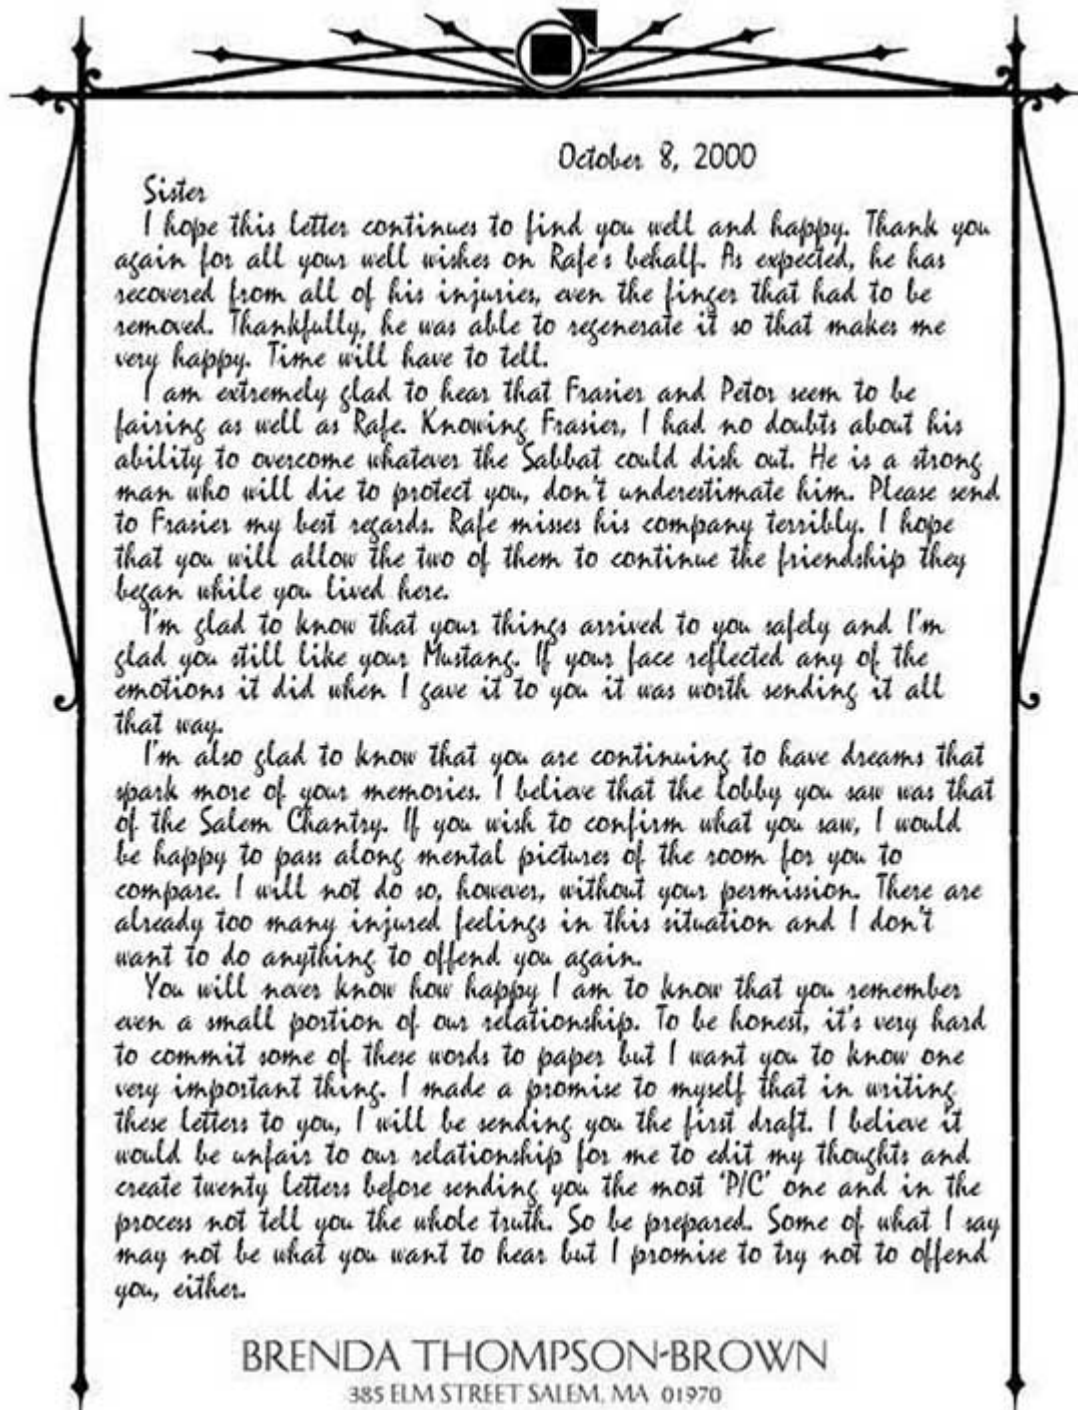 October 8, 2000
Sister
I hope this letter continues to find you well and happy. Thank you
again for all your well wishes on Rafe's behalf. As expected, he has
recovered from all of his injuries, even the finger that had to be
removed. Thankfully, he was able to regenerate it so that makes me
very happy. Time will have to tell.
I am extremely glad to hear that Frasier and Petor seem to be
fairing as well as Rafe. Knowing Frasier, I had no doubts about his
ability to overcome whatever the Sabbat could dish out. He is a strong
man who will die to protect you, don't underestimate him. Please send
to Frasier my best regards. Rafe misses his company terribly. I hope
that you will allow the two of them to continue the friendship they
began while you lived here.
I'm glad to know that your things arrived to you safely and I'm
glad you still like your Mustang. If your face reflected any of the
emotions it did when I gave it to you it was worth sending it all
that way.
I'm also glad to know that you are continuing to have dreams that
spark more of your memories. I believe that the lobby you saw was that
of the Salem Chantry. If you wish to confirm what you saw, I would
be happy to pass along mental pictures of the room for you to
compare. I will not do so, however, without your permission. There are
already too many injured feelings in this situation and I don't
want to do anything to offend you again.
You will never know how happy I am to know that you remember
even a small portion of our relationship. To be honest, it's very hard
to commit some of these words to paper but I want you to know one
very important thing. I made a promise to myself that in writing
these letters to you, I will be sending you the first draft. I believe it
would be unfair to our relationship for me to edit my thoughts and
create twenty letters before sending you the most 'P/C' one and in the
process not tell you the whole truth. So be prepared. Some of what I say
may not be what you want to hear but I promise to try not to offend
you, either.
BRENDA THOMPSON-BROWN
385 ELM STREET SALEM, MA 01970